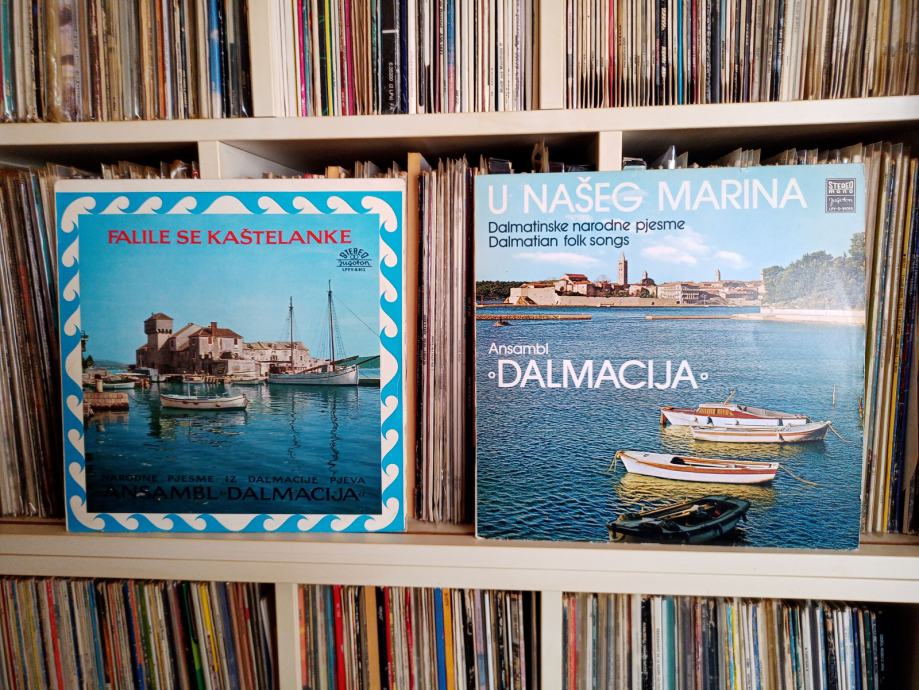 FALILE SE KAŠTELANKE
STEREO
Jugoton
NARODNE PJESME IZ DALMACIJE PJEVA
"ANSAMBL »DALMACIJA«
U NAŠEG MARINA
STEREO
mono
Jugoton
Dalmatinske narodne pjesme
Dalmatian folk songs
Ansambl
DALMACIJA